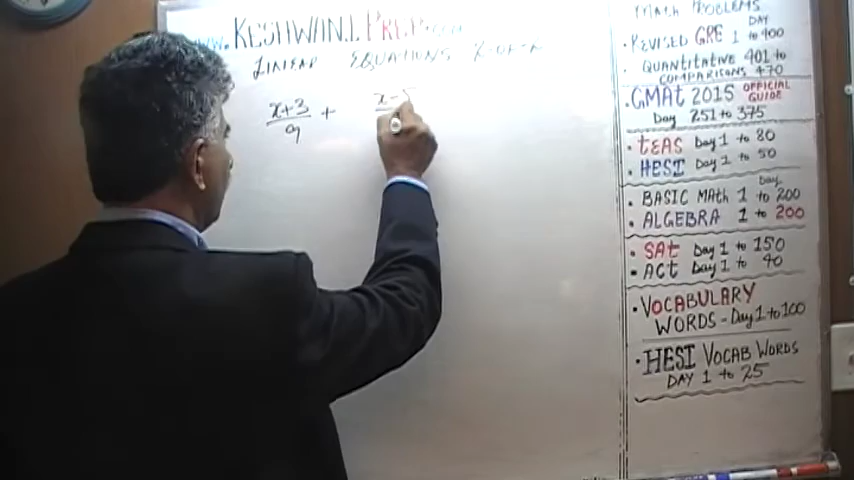 www.KESHWANI PREP.com
LINEAR EQUATIONS
x+3 x-5
9 +
MATH PROBLEMS
DAY
• REVISED GRE 1 to 400
QUANTITATIVE 401 to
COMPARISONS 470
• GMAT 2015 OFFICIAL GUIDE
Day 251 to 375
• TEAS Day 1 to 80
• HESI Day 1 to 50
Day
• BASIC MATH 1 to 200
• ALGEBRA 1 to 200
• SAT Day 1 to 150
• ACT Day 1 to 90
• VOCABULARY
WORDS - Day 1 to 100
• HESI VOCAB WORDS
DAY 1 to 25